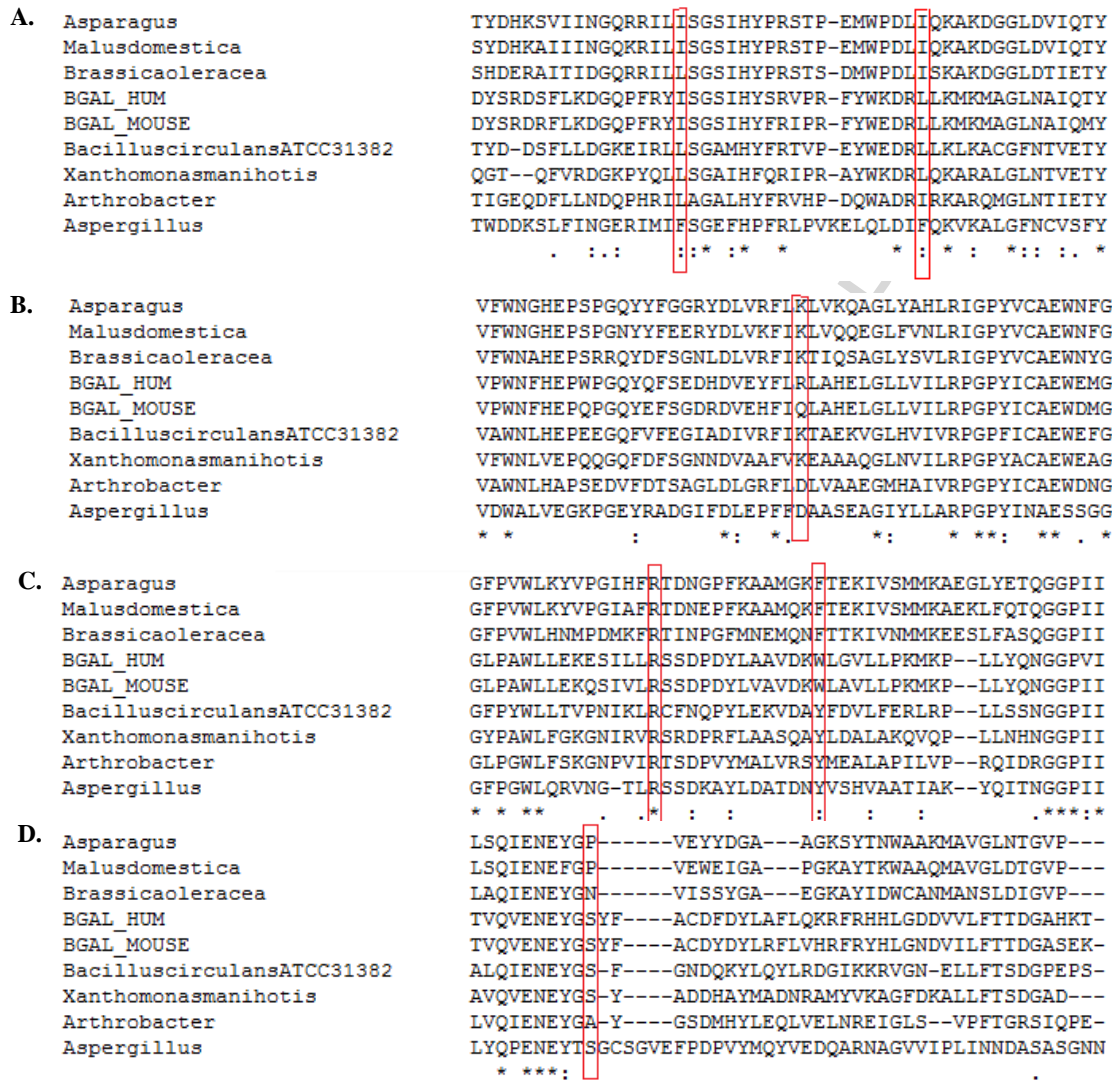 A.
Asparagus TYDHKSVIINGQRRILISGSIHYPRSTP-EMWPDLIQKAKDGGLDVIQTY
Malusdomestica SYDHKAIIINGQKRILISGSIHYPRSTP-EMWPDLIQKAKDGGLDVIQTY
Brassicaoleracea SHDERAITIDGQRRILLSGSIHYPRSTS-DMWPDLISKAKDGGLDTIETY
BGAL_HUM DYSRDSFLKDGQPFRYISGSIHYSRVPR-FYWKDRLLKMKMAGLNAIQTY
BGAL_MOUSE DYSRDRFLKDGQPFRYISGSIHYFRIPR-FYWEDRLLKMKMAGLNAIQMY
BacilluscirculansATCC31382 TYD-DSFLLDGKEIRLLSGAMHYFRTVP-EYWEDRLLKLKACGFNTVETY
Xanthomonasmanihotis QGT--QFVRDGKPYQLLSGAIHFQRIPR-AYWKDRLQKARALGLNTVETY
Arthrobacter TIGEQDFLLNDQPHRILAGALHYFRVHP-DQWADRIRKARQMGLNTIETY
Aspergillus TWDDKSLFINGERIMIFSGEFHPFRLPVKELQLDIFQKVKALGFNCVSFY
. :.: ::* :* * * : * *:: :. *
B.
Asparagus VFWNGHEPSPGQYYFGGRYDLVRFLKLVKQAGLYAHLRIGPYVCAEWNFG
Malusdomestica VFWNGHEPSPGNYYFEERYDLVKFIKLVQQEGLFVNLRIGPYVCAEWNFG
Brassicaoleracea VFWNAHEPSRRQYDFSGNLDLVRFIKTIQSAGLYSVLRIGPYVCAEWNYG
BGAL_HUM VPWNFHEPWPGQYQFSEDHDVEYFLRLAHELGLLVILRPGPYICAEWEMG
BGAL_MOUSE VPWNFHEPQPGQYEFSGDRDVEHFIQLAHELGLLVILRPGPYICAEWDMG
BacilluscirculansATCC31382 VAWNLHEPEEGQFVFEGIADIVRFIKTAEKVGLHVIVRPGPFICAEWEFG
Xanthomonasmanihotis VFWNLVEPQQGQFDFSGNNDVAAFVKEAAAQGLNVILRPGPYACAEWEAG
Arthrobacter VAWNLHAPSEDVFDTSAGLDLGRFLDLVAAEGMHAIVRPGPYICAEWDNG
Aspergillus VDWALVEGKPGEYRADGIFDLEPFFDAASEAGIYLLARPGPYINAESSGG
* * : *: *. *: * **: ** . *
C.
Asparagus GFPVWLKYVPGIHFRTDNGPFKAAMGKFTEKIVSMMKAEGLYETQGGPII
Malusdomestica GFPVWLKYVPGIAFRTDNEPFKAAMQKFTEKIVSMMKAEKLFQTQGGPII
Brassicaoleracea GFPVWLHNMPDMKFRTINPGFMNEMQNFTTKIVNMMKEESLFASQGGPII
BGAL_HUM GLPAWLLEKESILLRSSDPDYLAAVDKWLGVLLPKMKP--LLYQNGGPVI
BGAL_MOUSE GLPAWLLEKQSIVLRSSDPDYLVAVDKWLAVLLPKMKP--LLYQNGGPII
BacilluscirculansATCC31382 GFPYWLLTVPNIKLRCFNQPYLEKVDAYFDVLFERLRP--LLSSNGGPII
Xanthomonasmanihotis GYPAWLFGKGNIRVRSRDPRFLAASQAYLDALAKQVQP--LLNHNGGPII
Arthrobacter GLPGWLFSKGNPVIRTSDPVYMALVRSYMEALAPILVP--RQIDRGGPII
Aspergillus GFPGWLQRVNG-TLRSSDKAYLDATDNYVSHVAATIAK--YQITNGGPII
* * ** . .* : : : : : .***:*
D.
Asparagus LSQIENEYGP------VEYYDGA---AGKSYTNWAAKMAVGLNTGVP---
Malusdomestica LSQIENEFGP------VEWEIGA---PGKAYTKWAAQMAVGLDTGVP---
Brassicaoleracea LAQIENEYGN------VISSYGA---EGKAYIDWCANMANSLDIGVP---
BGAL_HUM TVQVENEYGSYF----ACDFDYLAFLQKRFRHHLGDDVVLFTTDGAHKT-
BGAL_MOUSE TVQVENEYGSYF----ACDYDYLRFLVHRFRYHLGNDVILFTTDGASEK-
BacilluscirculansATCC31382 ALQIENEYGS-F----GNDQKYLQYLRDGIKKRVGN-ELLFTSDGPEPS-
Xanthomonasmanihotis AVQVENEYGS-Y----ADDHAYMADNRAMYVKAGFDKALLFTSDGAD---
Arthrobacter LVQIENEYGA-Y----GSDMHYLEQLVELNREIGLS--VPFTGRSIQPE-
Aspergillus LYQPENEYTSGCSGVEFPDPVYMQYVEDQARNAGVVIPLINNDASASGNN
* ***: .